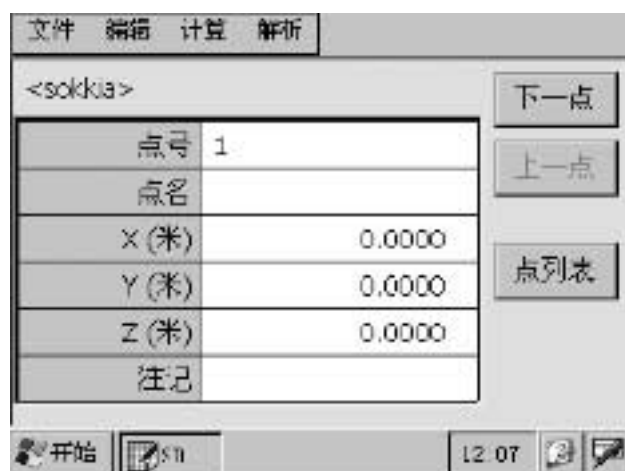 文件 编辑 计算 解析
<sokkia>
下一点
点号 1
上一点
点名
X (米) 0.0000
Y (米) 0.0000
点列表
Z (米) 0.0000
注记
开始 sn 12 07